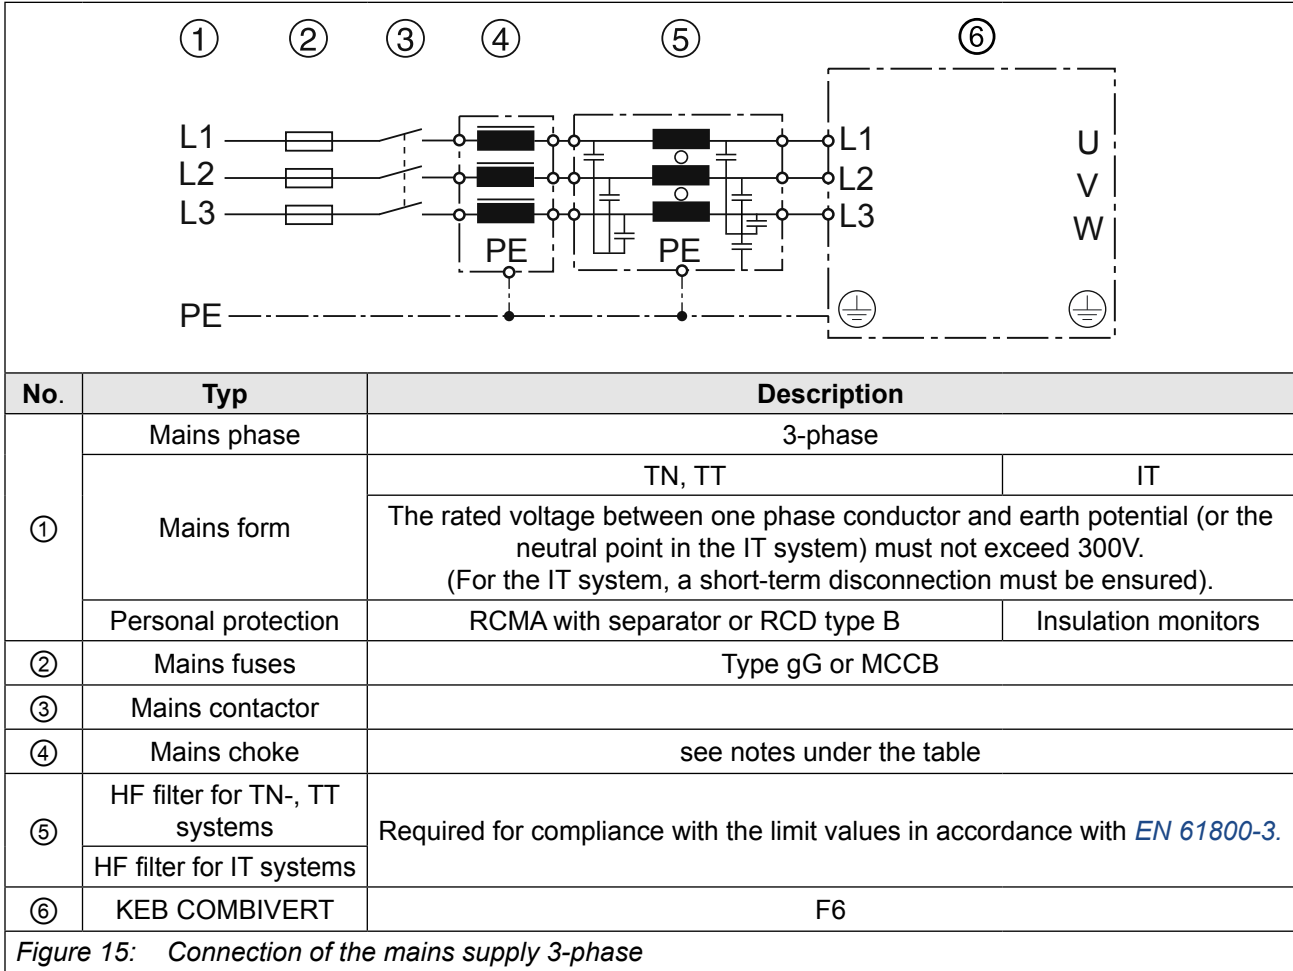 ① ② ③ ④ ⑤ ⑥
L1 L1 U
L2 L2 V
L3 L3 W
PE PE
PE
No. Typ Description
① Mains phase 3-phase
Mains form TN, TT IT
The rated voltage between one phase conductor and earth potential (or the
neutral point in the IT system) must not exceed 300V.
(For the IT system, a short-term disconnection must be ensured).
Personal protection RCMA with separator or RCD type B Insulation monitors
② Mains fuses Type gG or MCCB
③ Mains contactor
④ Mains choke see notes under the table
⑤ HF filter for TN-, TT
systems
Required for compliance with the limit values in accordance with EN 61800-3.
HF filter for IT systems
⑥ KEB COMBIVERT F6
Figure 15: Connection of the mains supply 3-phase